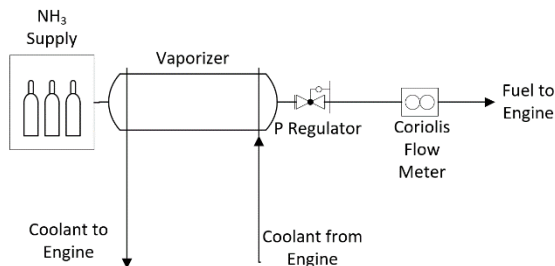 NH₃
Supply
Vaporizer
P Regulator
Coriolis
Flow
Meter
Fuel to
Engine
Coolant to
Engine
Coolant from
Engine